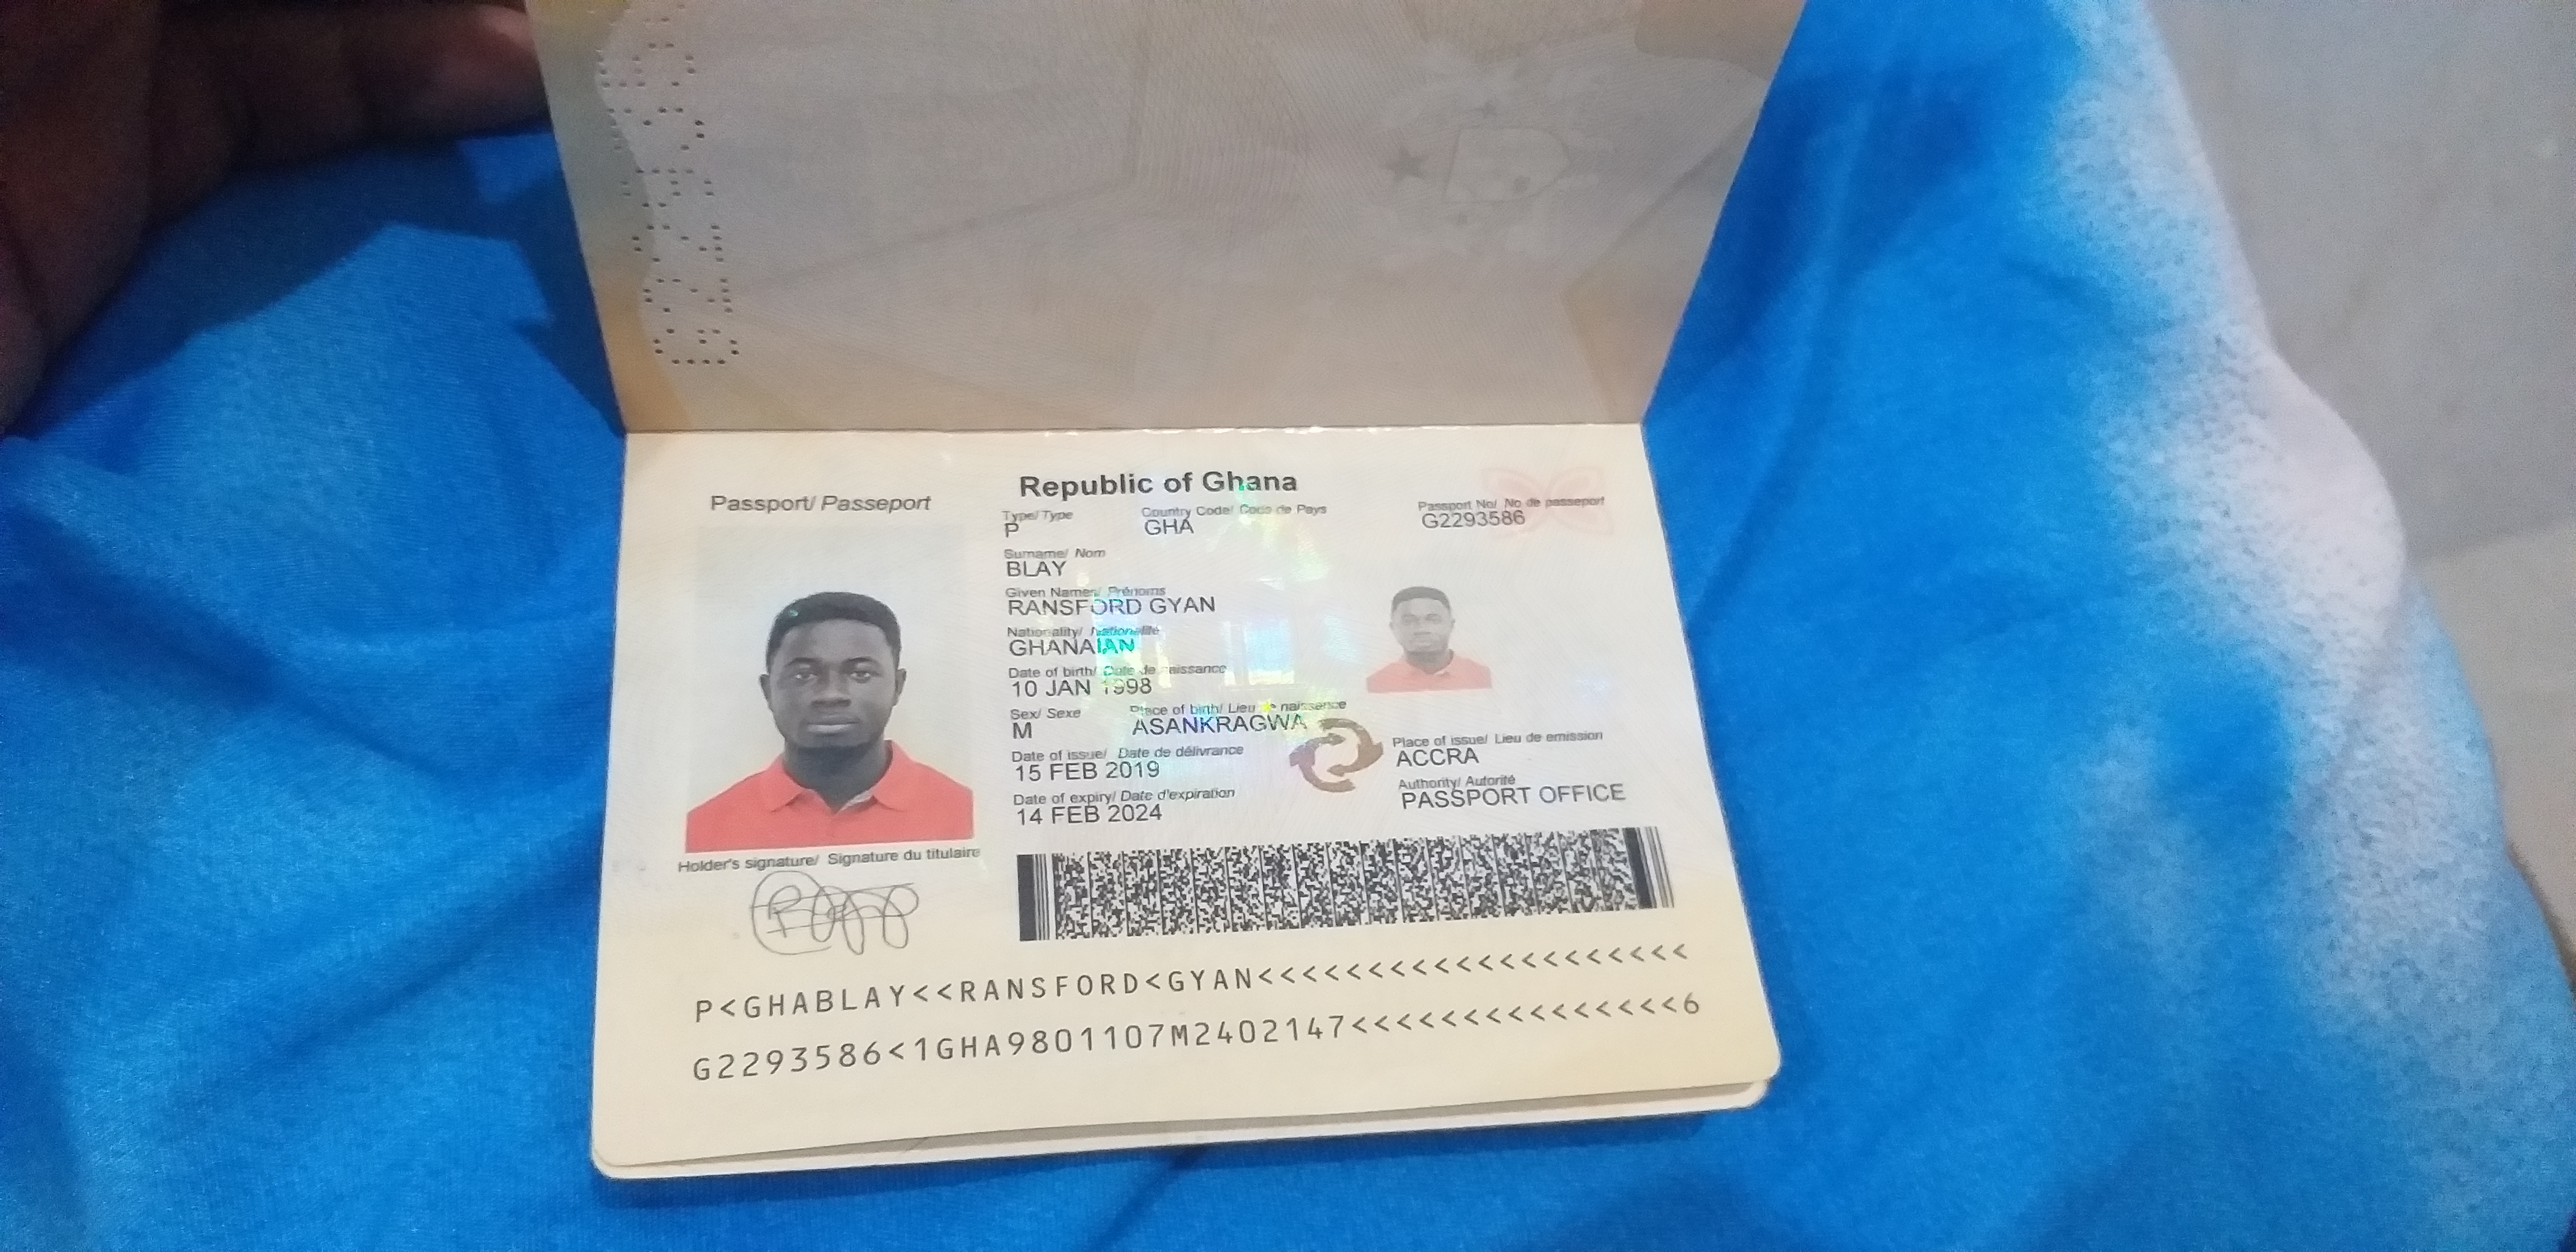 Republic of Ghana
Passport/ Passeport
Type/ Type
P
Country Code/ Code de Pays
GHA
Passport No/ No de passeport
G2293586
Surname/ Nom
BLAY
Given Names/ Prénoms
RANSFORD GYAN
Nationality/ Nationalité
GHANAIAN
Date of birth/ Date de naissance
10 JAN 1998
Sex/ Sexe
M
Place of birth/ Lieu de naissance
ASANKRAGWA
Date of issue/ Date de délivrance
15 FEB 2019
Place of issue/ Lieu de emission
ACCRA
Date of expiry/ Date d'expiration
14 FEB 2024
Authority/ Autorité
PASSPORT OFFICE
Holder's signature/ Signature du titulaire
P<GHABLAY<<RANSFORD<GYAN<<<<<<<<<<<<<<<<<<<<
G2293586<1GHA9801107M2402147<<<<<<<<<<<<<<<6